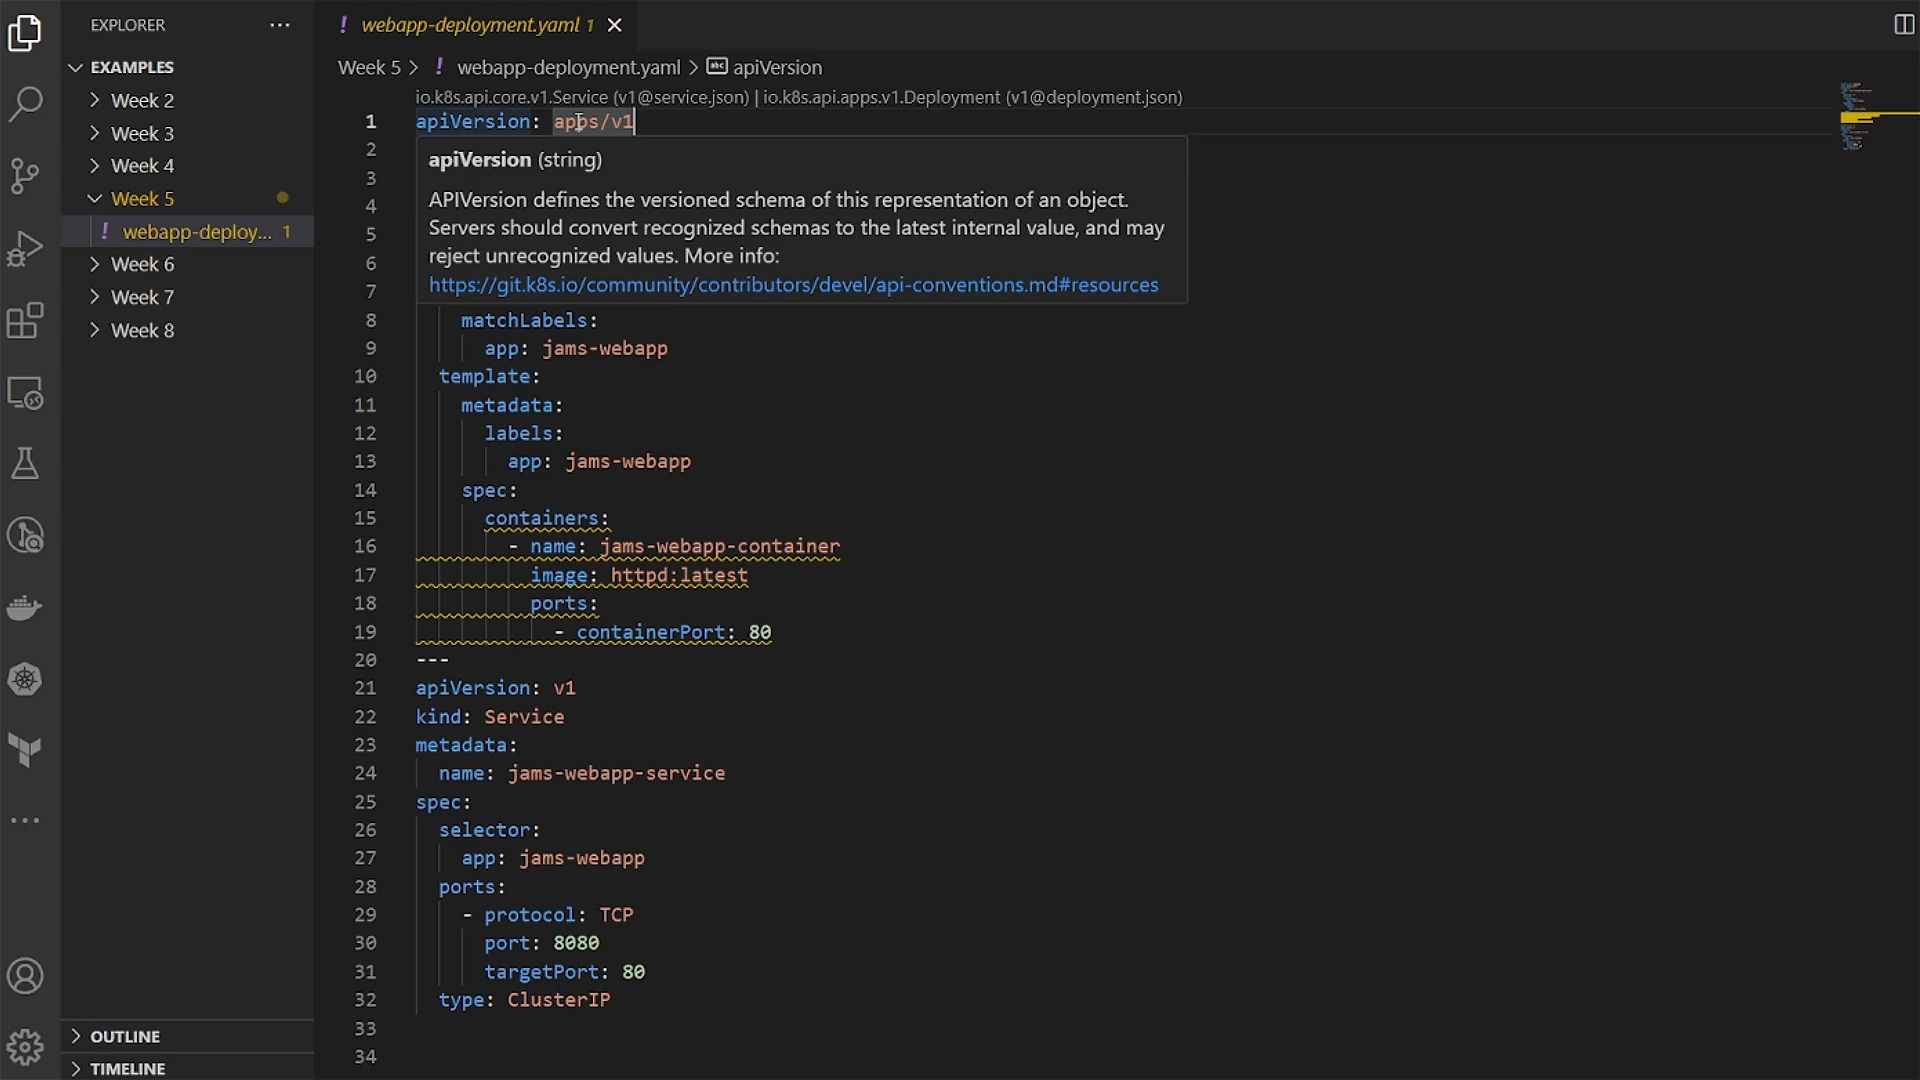 EXPLORER
EXAMPLES
Week 2
Week 3
Week 4
Week 5
webapp-deploy... 1
Week 6
Week 7
Week 8
OUTLINE
TIMELINE
! webapp-deployment.yaml 1
Week 5 > ! webapp-deployment.yaml > abc apiVersion
io.k8s.api.core.v1.Service (v1@service.json) | io.k8s.api.apps.v1.Deployment (v1@deployment.json)
1 apiVersion: apps/v1
2
3
4
5
6
7
apiVersion (string)
APIVersion defines the versioned schema of this representation of an object.
Servers should convert recognized schemas to the latest internal value, and may
reject unrecognized values. More info:
https://git.k8s.io/community/contributors/devel/api-conventions.md#resources
8 matchLabels:
9 app: jams-webapp
10 template:
11 metadata:
12 labels:
13 app: jams-webapp
14 spec:
15 containers:
16 - name: jams-webapp-container
17 image: httpd:latest
18 ports:
19 - containerPort: 80
20 ---
21 apiVersion: v1
22 kind: Service
23 metadata:
24 name: jams-webapp-service
25 spec:
26 selector:
27 app: jams-webapp
28 ports:
29 - protocol: TCP
30 port: 8080
31 targetPort: 80
32 type: ClusterIP
33
34